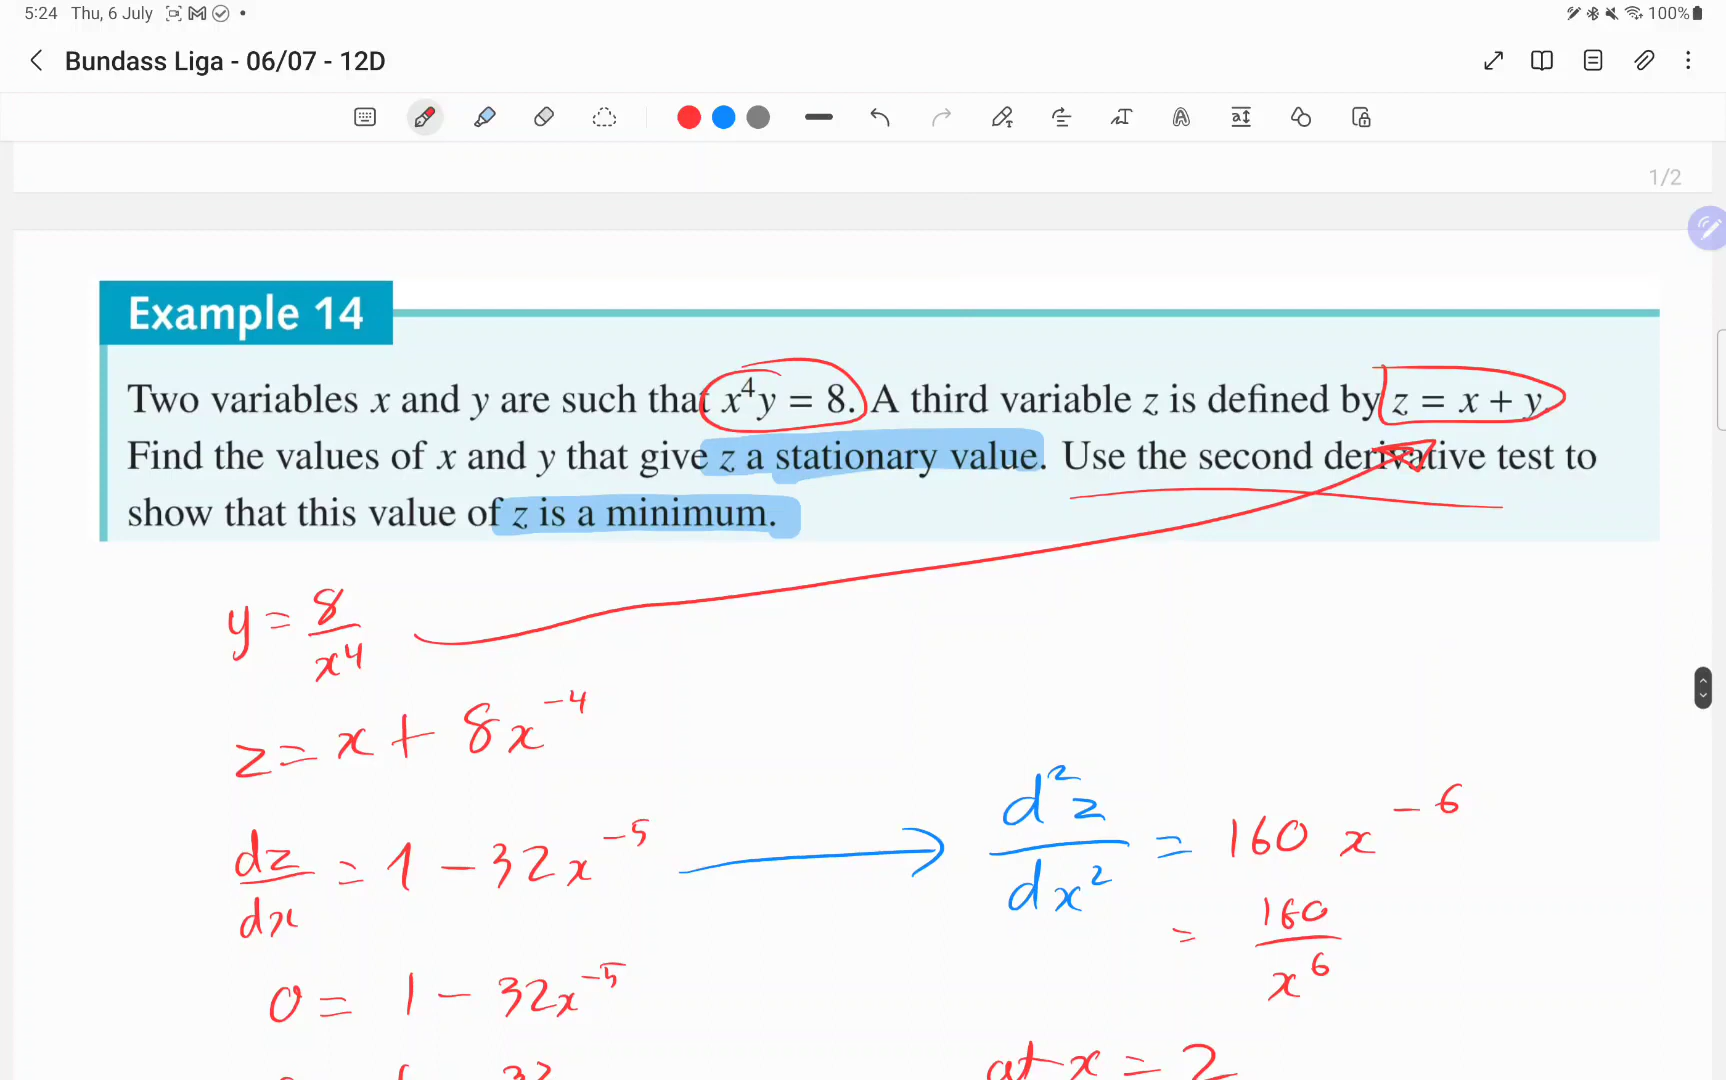 5:24 Thu, 6 July 100%
Bundass Liga - 06/07 - 12D
1/2
Example 14
Two variables x and y are such that x⁴y = 8. A third variable z is defined by z = x + y.
Find the values of x and y that give z a stationary value. Use the second derivative test to
show that this value of z is a minimum.
y = 8/x⁴
z = x + 8x⁻⁴
dz/dx = 1 − 32x⁻⁵
d²z/dx² = 160 x⁻⁶
= 160/x⁶
0 = 1 − 32x⁻⁵
at x = 2